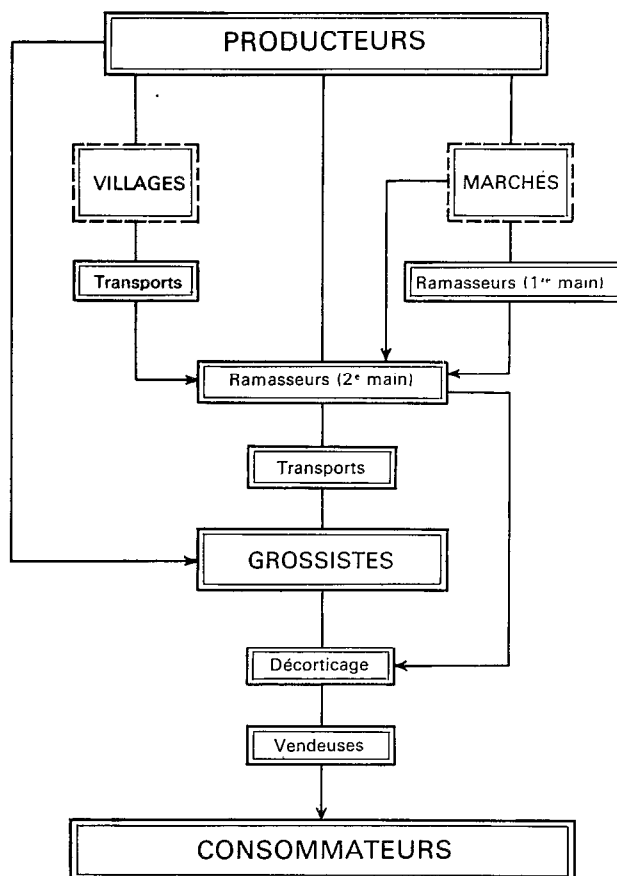 PRODUCTEURS
VILLAGES
MARCHÉS
Transports
Ramasseurs (1re main)
Ramasseurs (2e main)
Transports
GROSSISTES
Décorticage
Vendeuses
CONSOMMATEURS